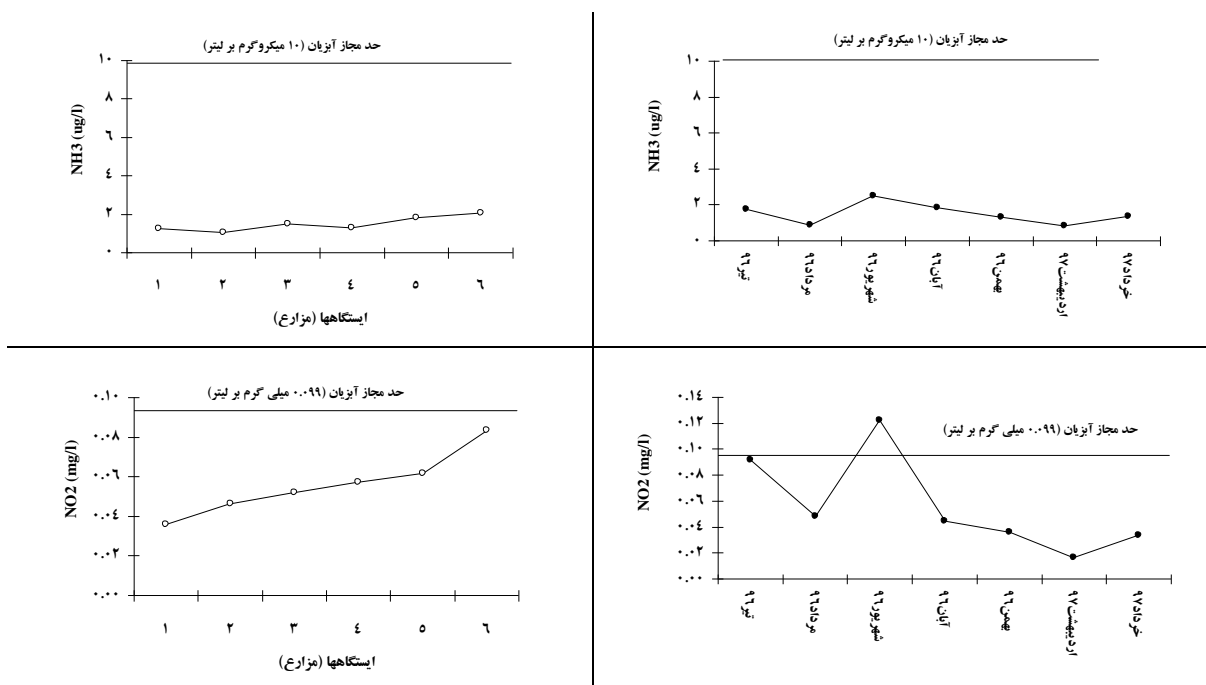 حد مجاز آبزیان (۱۰ میکروگرم بر لیتر)
NH3 (ug/l)
۱۰
۸
٦
٤
۲
۰
۱ ۲ ۳ ٤ ۵ ٦
ایستگاهها (مزارع)
حد مجاز آبزیان (۱۰ میکروگرم بر لیتر)
NH3 (ug/l)
۱۰
۸
٦
٤
۲
۰
تیر۹٦
مرداد۹٦
شهریور۹٦
آبان۹٦
بهمن۹٦
اردیبهشت۹۷
خرداد۹۷
حد مجاز آبزیان (۰.۰۹۹ میلی گرم بر لیتر)
NO2 (mg/l)
۰.۱۰
۰.۰۸
۰.۰٦
۰.۰٤
۰.۰۲
۰.۰۰
۱ ۲ ۳ ٤ ۵ ٦
ایستگاهها (مزارع)
حد مجاز آبزیان (۰.۰۹۹ میلی گرم بر لیتر)
NO2 (mg/l)
۰.۱٤
۰.۱۲
۰.۱۰
۰.۰۸
۰.۰٦
۰.۰٤
۰.۰۲
۰.۰۰
تیر۹٦
مرداد۹٦
شهریور۹٦
آبان۹٦
بهمن۹٦
اردیبهشت۹۷
خرداد۹۷